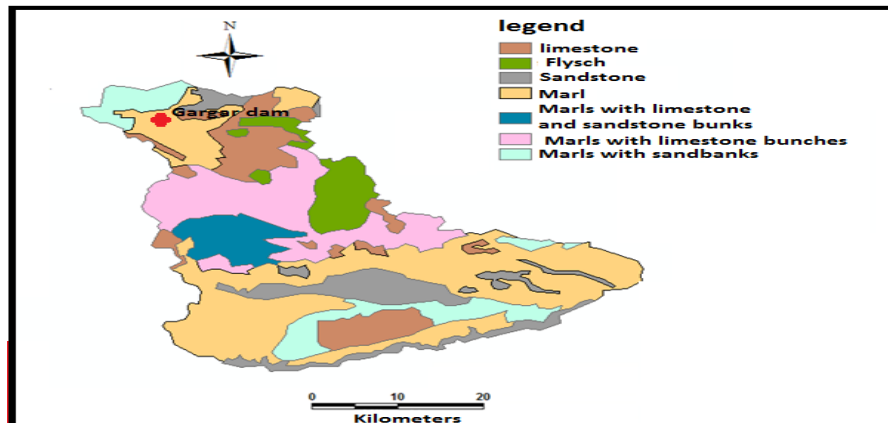 N
legend
limestone
Flysch
Sandstone
Marl
Marls with limestone
and sandstone bunks
Marls with limestone bunches
Marls with sandbanks
Gargar dam
0 10 20
Kilometers